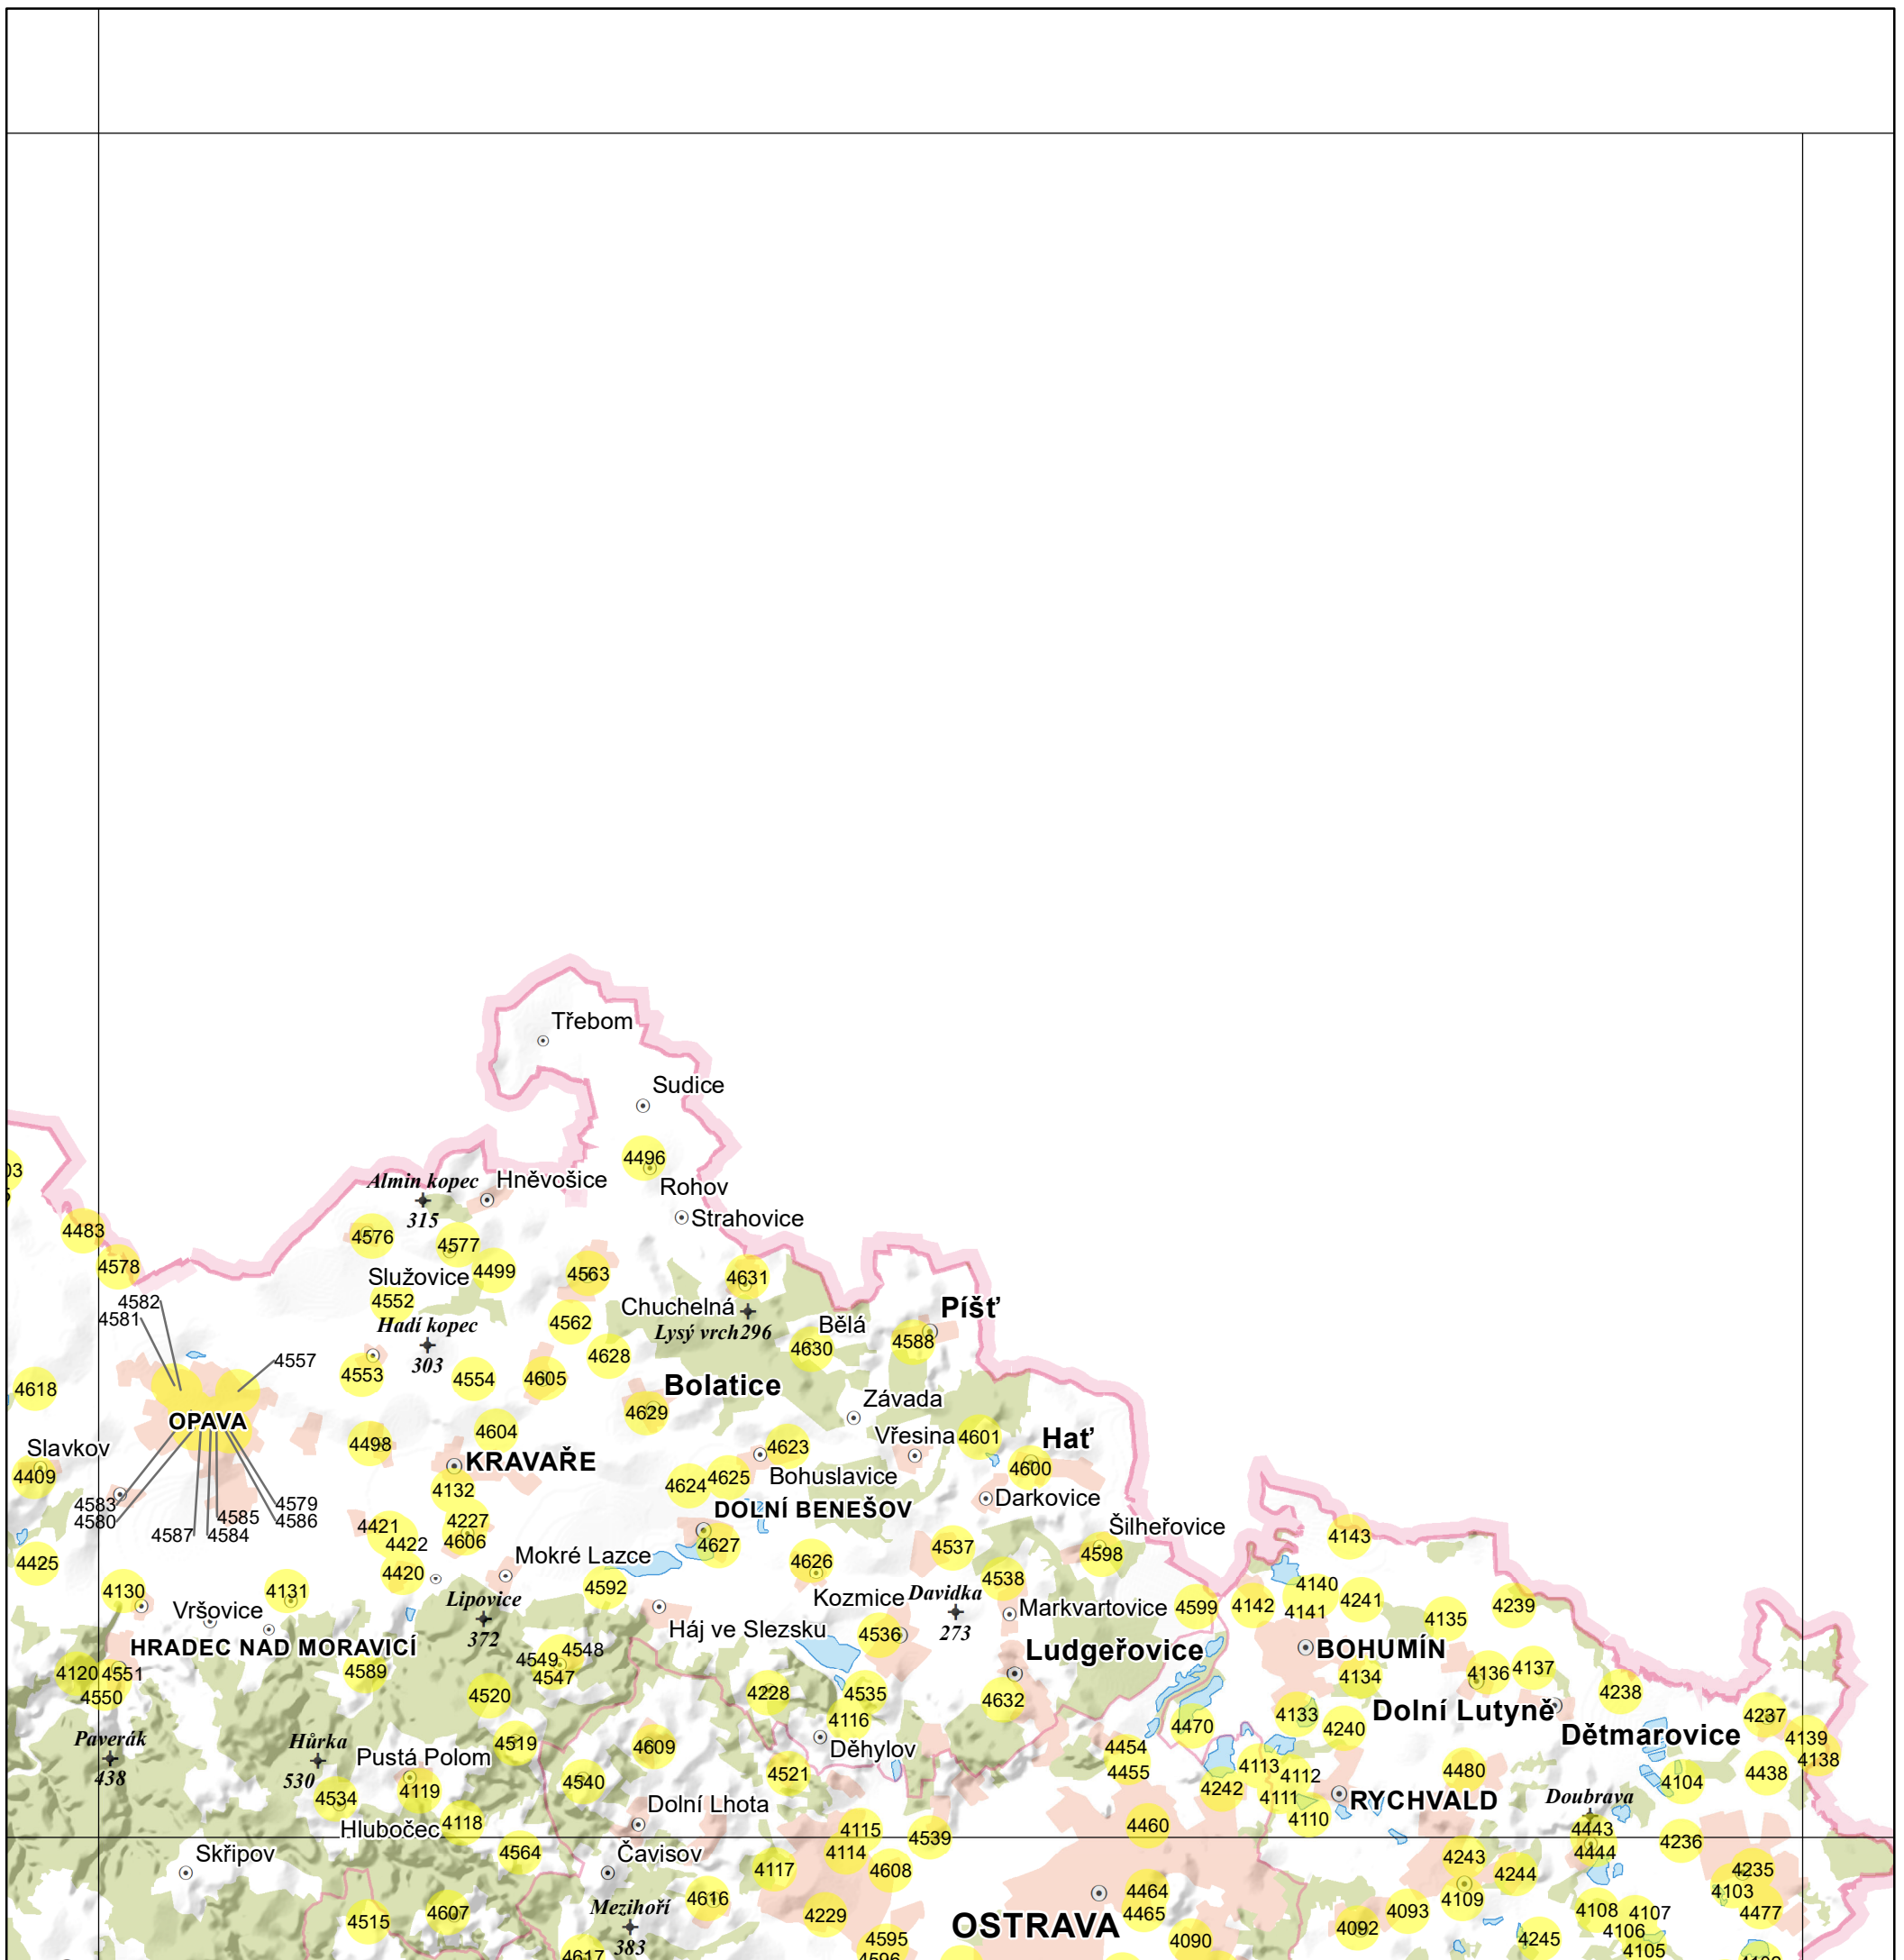 Třebom
Sudice
03
4496
Almin kopec
Hněvošice
Rohov
315
Strahovice
4483
4576
4577
4578
Služovice
4499
4563
4631
4582
4552
Chuchelná
Píšť
4581
4562
Lysý vrch296
Bělá
Hadí kopec
4588
4557
303
4628
4630
4618
4553
4554
4605
Bolatice
OPAVA
4629
Závada
4604
Vřesina
4601
Hať
Slavkov
4498
4623
KRAVAŘE
4600
4409
4625
Bohuslavice
4624
4132
Darkovice
4583
4579
DOLNÍ BENEŠOV
4580
4585
4586
4421
4227
Šilheřovice
4587
4584
4422
4606
4627
4537
4143
Mokré Lazce
4598
4425
4626
4420
4538
4130
4131
4592
4140
Lipovice
Kozmice
Davidka
4142
4141
4241
Vršovice
Markvartovice
4599
4239
372
Háj ve Slezsku
4536
273
4135
HRADEC NAD MORAVICÍ
4548
Ludgeřovice
BOHUMÍN
4549
4120
4551
4589
4547
4134
4136
4137
4550
4520
4228
4535
4632
4238
4116
4133
Dolní Lutyně
4237
Paverák
Hůrka
4519
4609
4470
4240
Dětmarovice
4139
438
530
Pustá Polom
Děhylov
4454
4138
4540
4521
4455
4113
4112
4480
4438
4534
4119
4242
4111
RYCHVALD
Doubrava
4104
Dolní Lhota
4118
4110
Hlubočec
4115
4539
4460
4443
4236
Skřipov
4564
Čavisov
4114
4444
4117
4608
4243
4244
4235
4616
4464
4109
4103
Mezihoří
4515
4607
4229
4465
4093
4108
4107
4477
383
OSTRAVA
4092
4106
4595
4090
4245
4105
4617
4596